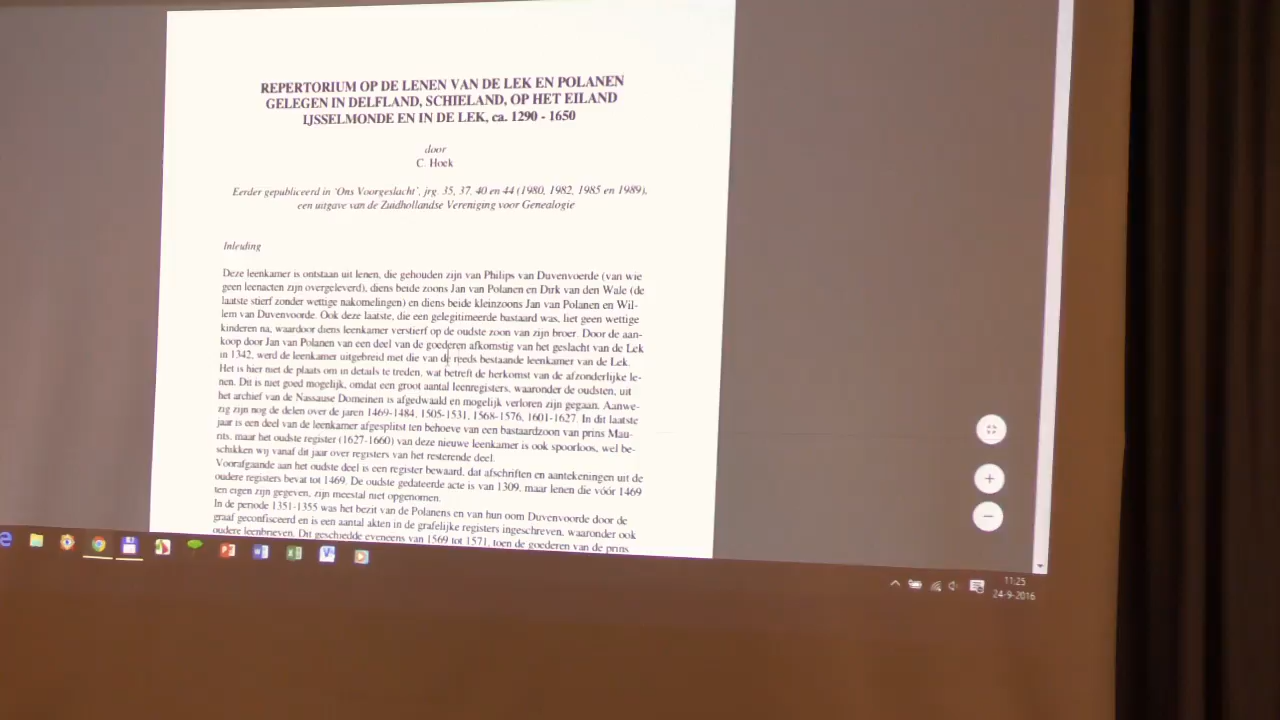 REPERTORIUM OP DE LENEN VAN DE LEK EN POLANEN
GELEGEN IN DELFLAND, SCHIELAND, OP HET EILAND
IJSSELMONDE EN IN DE LEK, ca. 1290 - 1650
door
C. Hoek
Eerder gepubliceerd in 'Ons Voorgeslacht', jrg. 35, 37, 40 en 44 (1980, 1982, 1985 en 1989),
een uitgave van de Zuidhollandse Vereniging voor Genealogie
Inleiding
Deze leenkamer is ontstaan uit lenen, die gehouden zijn van Philips van Duvenvoerde (van wie
geen leenacten zijn overgeleverd), diens beide zoons Jan van Polanen en Dirk van den Wale (de
laatste stierf zonder wettige nakomelingen) en diens beide kleinzoons Jan van Polanen en Wil-
lem van Duvenvoorde. Ook deze laatste, die een gelegitimeerde bastaard was, liet geen wettige
kinderen na, waardoor diens leenkamer verstierf op de oudste zoon van zijn broer. Door de aan-
koop door Jan van Polanen van een deel van de goederen afkomstig van het geslacht van de Lek
in 1342, werd de leenkamer uitgebreid met die van de reeds bestaande leenkamer van de Lek.
Het is hier niet de plaats om in details te treden, wat betreft de herkomst van de afzonderlijke le-
nen. Dit is niet goed mogelijk, omdat een groot aantal leenregisters, waaronder de oudsten, uit
het archief van de Nassause Domeinen is afgedwaald en mogelijk verloren zijn gegaan. Aanwe-
zig zijn nog de delen over de jaren 1469-1484, 1505-1531, 1568-1576, 1601-1627. In dit laatste
jaar is een deel van de leenkamer afgesplitst ten behoeve van een bastaardzoon van prins Mau-
rits, maar het oudste register (1627-1660) van deze nieuwe leenkamer is ook spoorloos, wel be-
schikken wij vanaf dit jaar over registers van het resterende deel.
Voorafgaande aan het oudste deel is een register bewaard, dat afschriften en aantekeningen uit de
oudere registers bevat tot 1469. De oudste gedateerde acte is van 1309, maar lenen die vóór 1469
ten eigen zijn gegeven, zijn meestal niet opgenomen.
In de periode 1351-1355 was het bezit van de Polanens en van hun oom Duvenvoorde door de
graaf geconfisceerd en is een aantal akten in de grafelijke registers ingeschreven, waaronder ook
oudere leenbrieven. Dit geschiedde eveneens van 1569 tot 1571, toen de goederen van de prins
11:25
24-9-2016